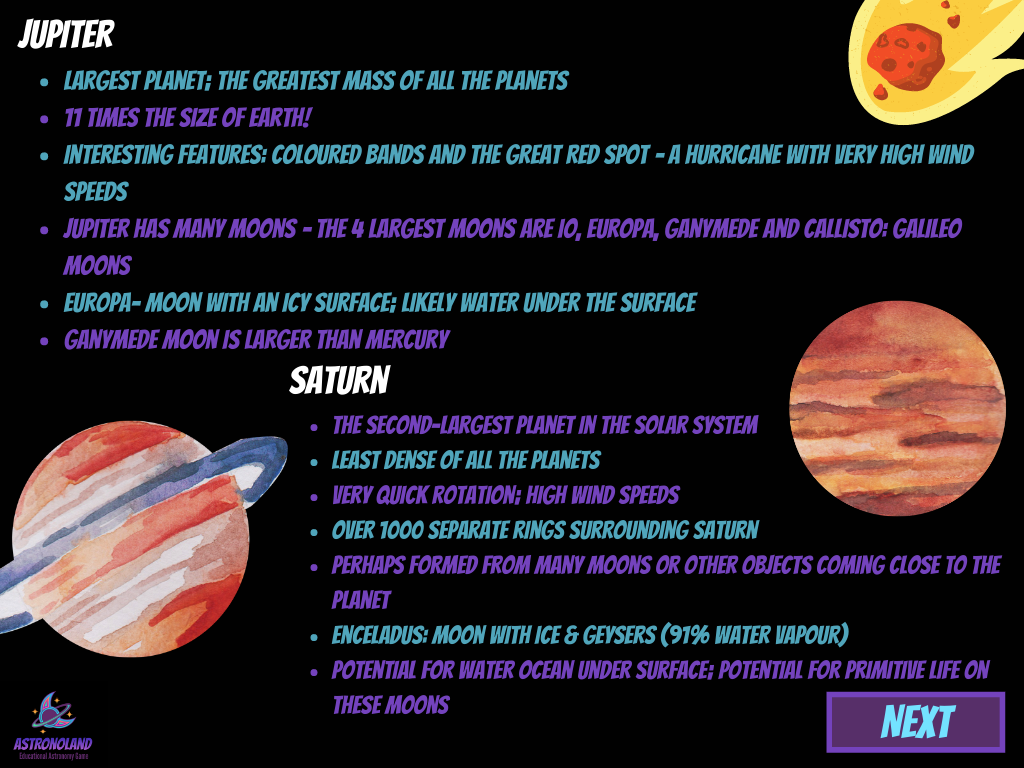 JUPITER
LARGEST PLANET; THE GREATEST MASS OF ALL THE PLANETS
11 TIMES THE SIZE OF EARTH!
INTERESTING FEATURES: COLOURED BANDS AND THE GREAT RED SPOT - A HURRICANE WITH VERY HIGH WIND
SPEEDS
JUPITER HAS MANY MOONS - THE 4 LARGEST MOONS ARE IO, EUROPA, GANYMEDE AND CALLISTO: GALILEO
MOONS
EUROPA- MOON WITH AN ICY SURFACE; LIKELY WATER UNDER THE SURFACE
GANYMEDE MOON IS LARGER THAN MERCURY
SATURN
THE SECOND-LARGEST PLANET IN THE SOLAR SYSTEM
LEAST DENSE OF ALL THE PLANETS
VERY QUICK ROTATION; HIGH WIND SPEEDS
OVER 1000 SEPARATE RINGS SURROUNDING SATURN
PERHAPS FORMED FROM MANY MOONS OR OTHER OBJECTS COMING CLOSE TO THE
PLANET
ENCELADUS: MOON WITH ICE & GEYSERS (91% WATER VAPOUR)
POTENTIAL FOR WATER OCEAN UNDER SURFACE; POTENTIAL FOR PRIMITIVE LIFE ON
THESE MOONS
NEXT
ASTRONOLAND
Educational Astronomy Game